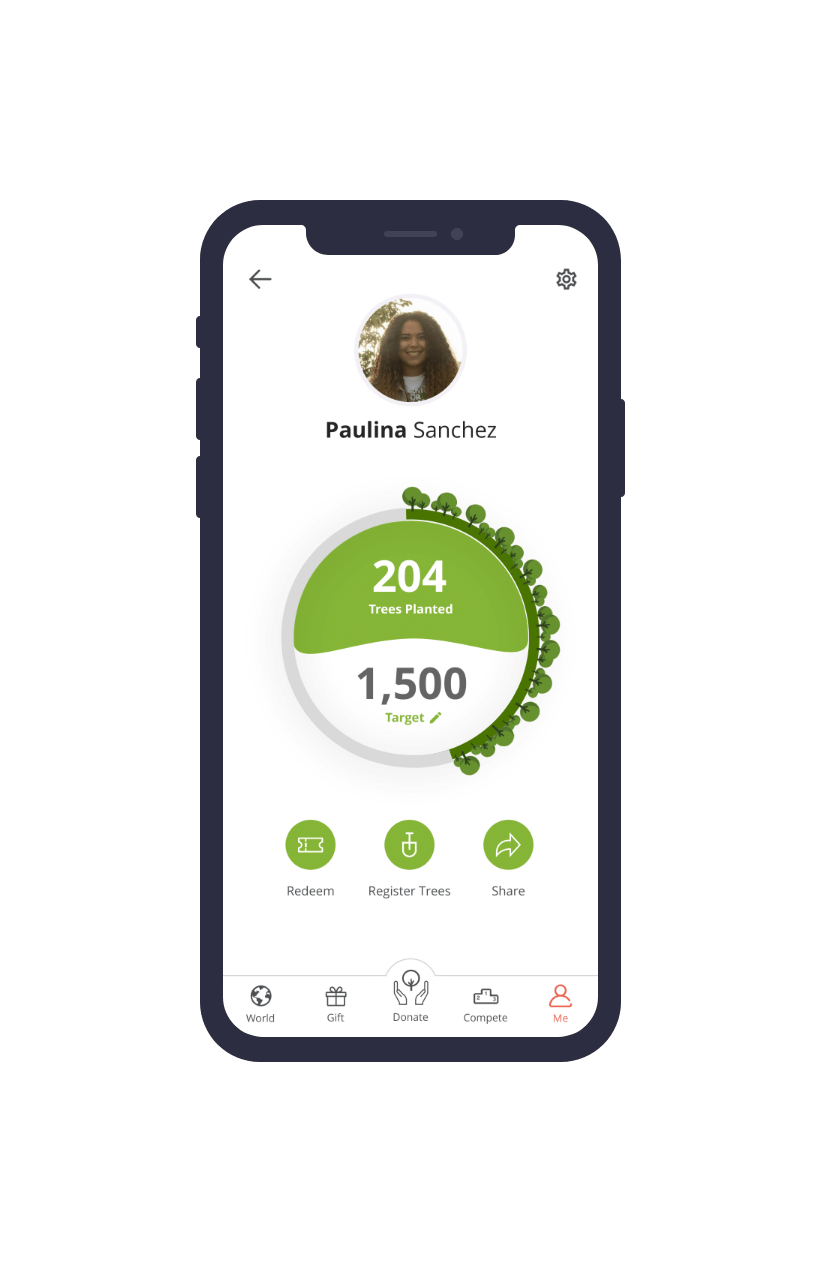 Paulina Sanchez
204
Trees Planted
1,500
Target
Redeem Register Trees Share
World Gift Donate Compete Me